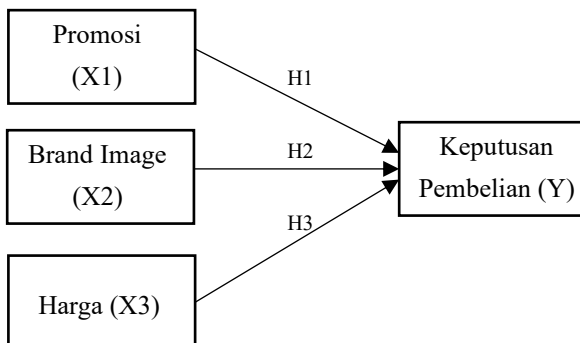 Promosi
(X1)
H1
Brand Image
(X2)
H2
Keputusan
Pembelian (Y)
H3
Harga (X3)